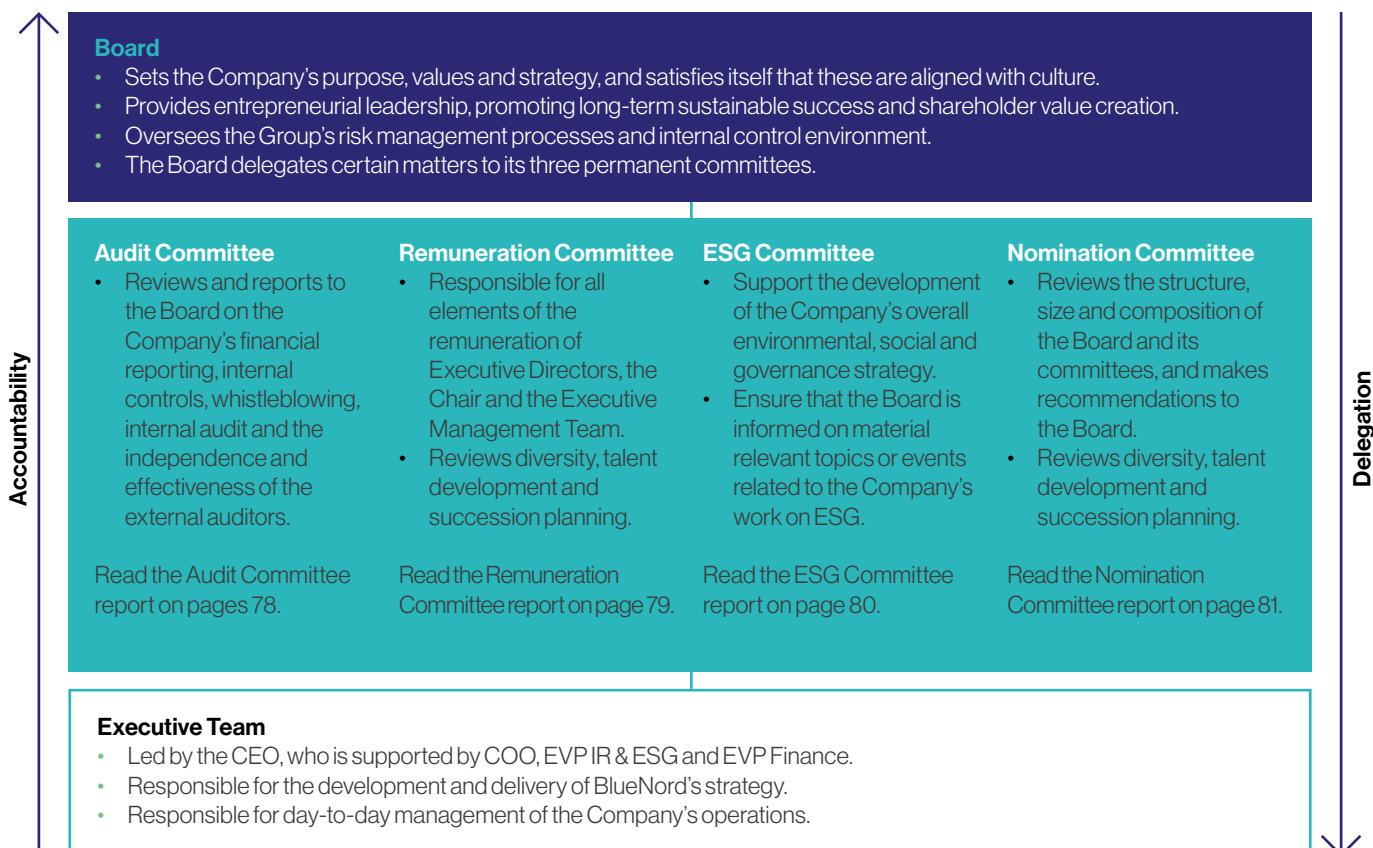 Accountability
Board
• Sets the Company's purpose, values and strategy, and satisfies itself that these are aligned with culture.
• Provides entrepreneurial leadership, promoting long-term sustainable success and shareholder value creation.
• Oversees the Group's risk management processes and internal control environment.
• The Board delegates certain matters to its three permanent committees.
Audit Committee
• Reviews and reports to
the Board on the
Company's financial
reporting, internal
controls, whistleblowing,
internal audit and the
independence and
effectiveness of the
external auditors.
Read the Audit Committee
report on pages 78.
Remuneration Committee
• Responsible for all
elements of the
remuneration of
Executive Directors, the
Chair and the Executive
Management Team.
• Reviews diversity, talent
development and
succession planning.
Read the Remuneration
Committee report on page 79.
ESG Committee
• Support the development
of the Company's overall
environmental, social and
governance strategy.
• Ensure that the Board is
informed on material
relevant topics or events
related to the Company's
work on ESG.
Read the ESG Committee
report on page 80.
Nomination Committee
• Reviews the structure,
size and composition of
the Board and its
committees, and makes
recommendations to
the Board.
• Reviews diversity, talent
development and
succession planning.
Read the Nomination
Committee report on page 81.
Executive Team
• Led by the CEO, who is supported by COO, EVP IR & ESG and EVP Finance.
• Responsible for the development and delivery of BlueNord's strategy.
• Responsible for day-to-day management of the Company's operations.
Delegation